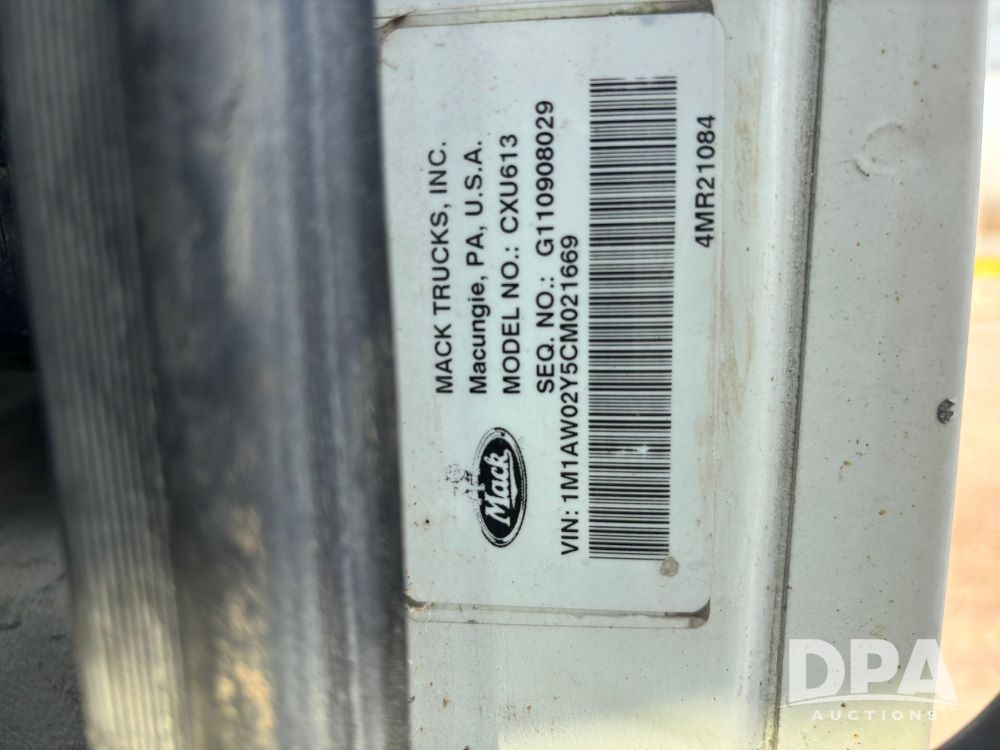 MACK TRUCKS, INC.
Macungie, PA, U.S.A.
MODEL NO.: CXU613
SEQ. NO.: G110908029
Mack
VIN: 1M1AW02Y5CM021669
4MR21084
DPA
AUCTIONS